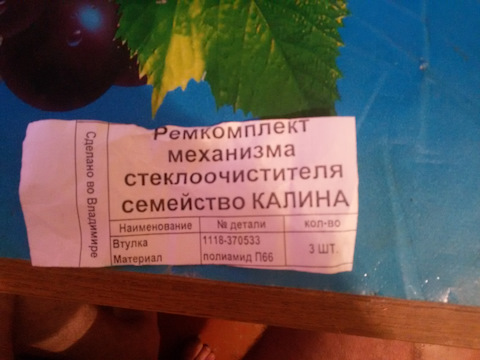 Сделано во Владимире
Ремкомплект
механизма
стеклоочистителя
семейство КАЛИНА
Наименование № детали кол-во
Втулка 1118-370533 3 ШТ.
Материал полиамид П66